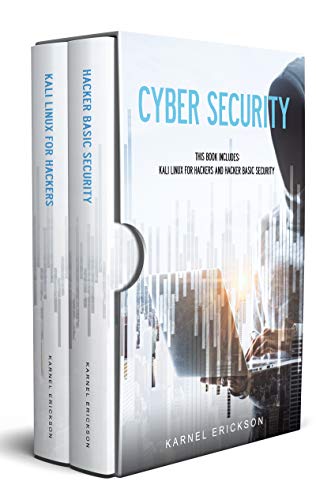 KALI LINUX FOR HACKERS
KARNEL ERICKSON
HACKER BASIC SECURITY
KARNEL ERICKSON
CYBER SECURITY
THIS BOOK INCLUDES:
KALI LINUX FOR HACKERS AND HACKER BASIC SECURITY
KARNEL ERICKSON